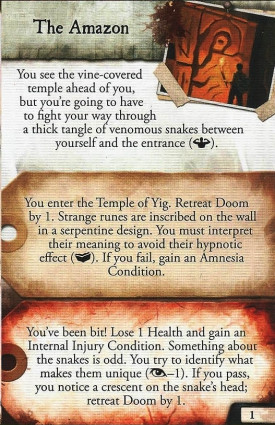 The Amazon
You see the vine-covered
temple ahead of you,
but you're going to have
to fight your way through
a thick tangle of venomous snakes between
yourself and the entrance ( ).
You enter the Temple of Yig. Retreat Doom
by 1. Strange runes are inscribed on the wall
in a serpentine design. You must interpret
their meaning to avoid their hypnotic
effect ( ). If you fail, gain an Amnesia
Condition.
You've been bit! Lose 1 Health and gain an
Internal Injury Condition. Something about
the snakes is odd. You try to identify what
makes them unique ( –1). If you pass,
you notice a crescent on the snake's head;
retreat Doom by 1.
1